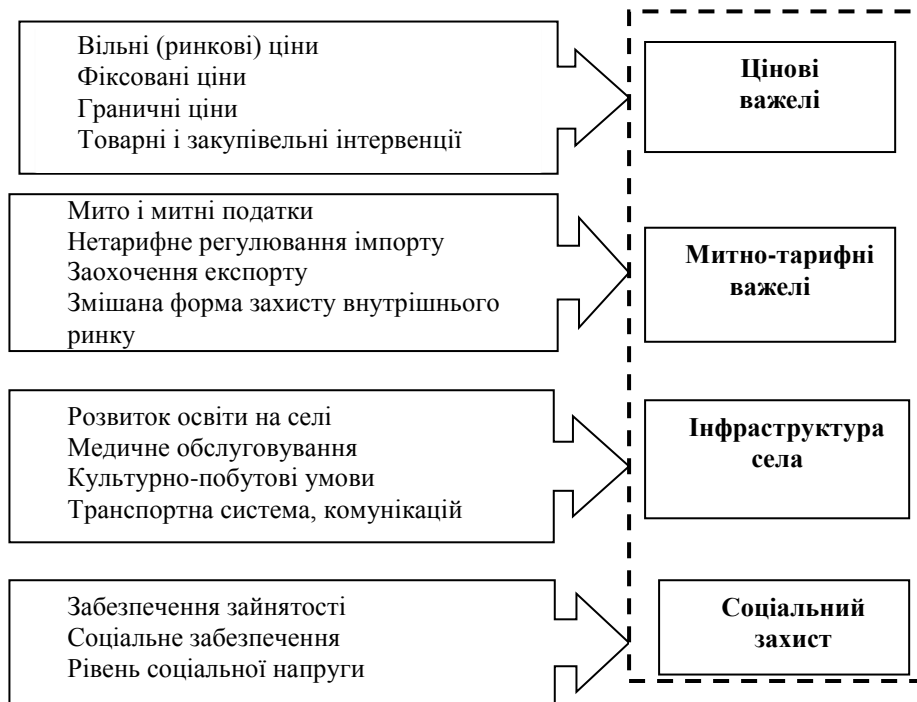 Вільні (ринкові) ціни
Фіксовані ціни
Граничні ціни
Товарні і закупівельні інтервенції
Цінові
важелі
Мито і митні податки
Нетарифне регулювання імпорту
Заохочення експорту
Змішана форма захисту внутрішнього
ринку
Митно-тарифні
важелі
Розвиток освіти на селі
Медичне обслуговування
Культурно-побутові умови
Транспортна система, комунікацій
Інфраструктура
села
Забезпечення зайнятості
Соціальне забезпечення
Рівень соціальної напруги
Соціальний
захист